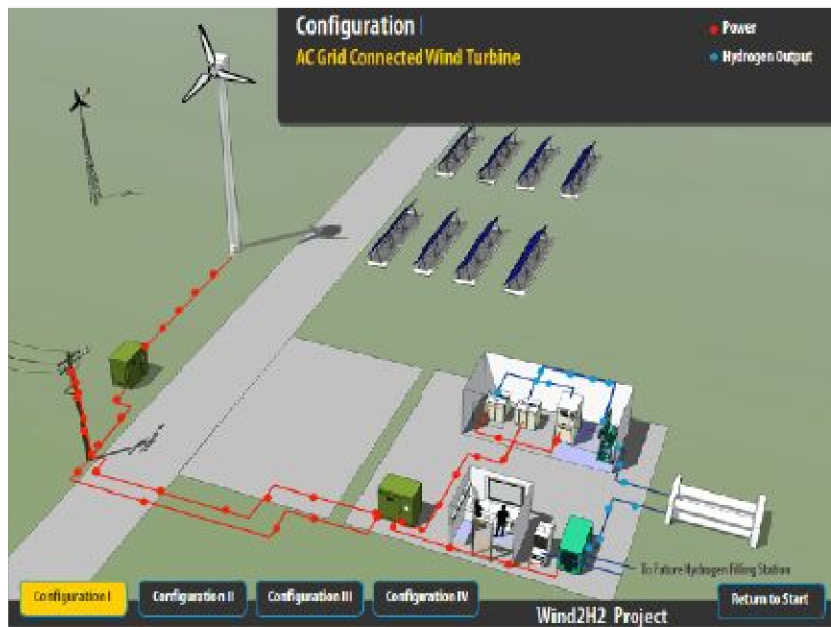 Configuration I
AC Grid Connected Wind Turbine
Power
Hydrogen Output
To Future Hydrogen Filling Station
Configuration I
Configuration II
Configuration III
Configuration IV
Wind2H2 Project
Return to Start